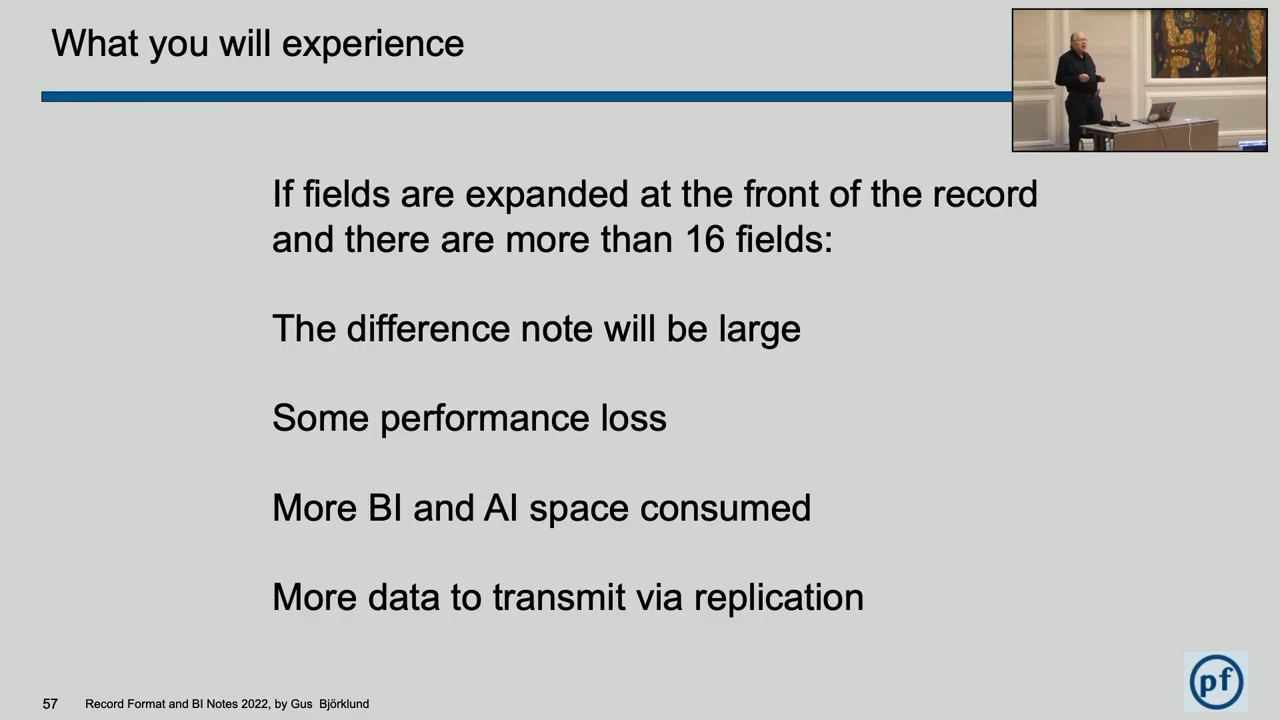 What you will experience
If fields are expanded at the front of the record
and there are more than 16 fields:
The difference note will be large
Some performance loss
More BI and AI space consumed
More data to transmit via replication
57 Record Format and BI Notes 2022, by Gus Björklund
pf